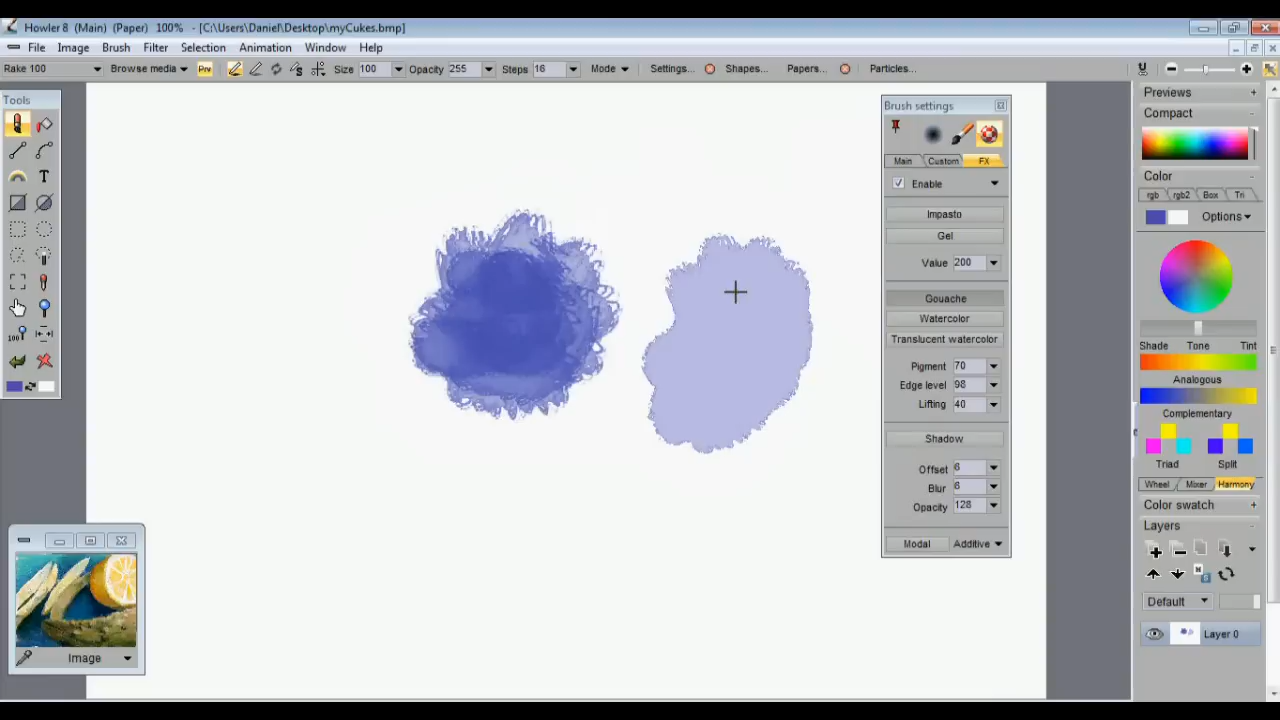 Howler 8 (Main) (Paper) 100% - [C:\Users\Daniel\Desktop\myCukes.bmp]
File Image Brush Filter Selection Animation Window Help
Rake 100 Browse media Prv Size 100 Opacity 255 Steps 16 Mode Settings... Shapes... Papers... Particles...
Tools
T
100
Image
Brush settings
Main Custom FX
Enable
Impasto
Gel
Value 200
Gouache
Watercolor
Translucent watercolor
Pigment 70
Edge level 98
Lifting 40
Shadow
Offset 6
Blur 6
Opacity 128
Modal Additive
Previews +
Compact -
Color -
rgb rgb2 Box Tri
Options
Shade Tone Tint
Analogous
Complementary
Triad Split
Wheel Mixer Harmony
Color swatch +
Layers -
Default
Layer 0